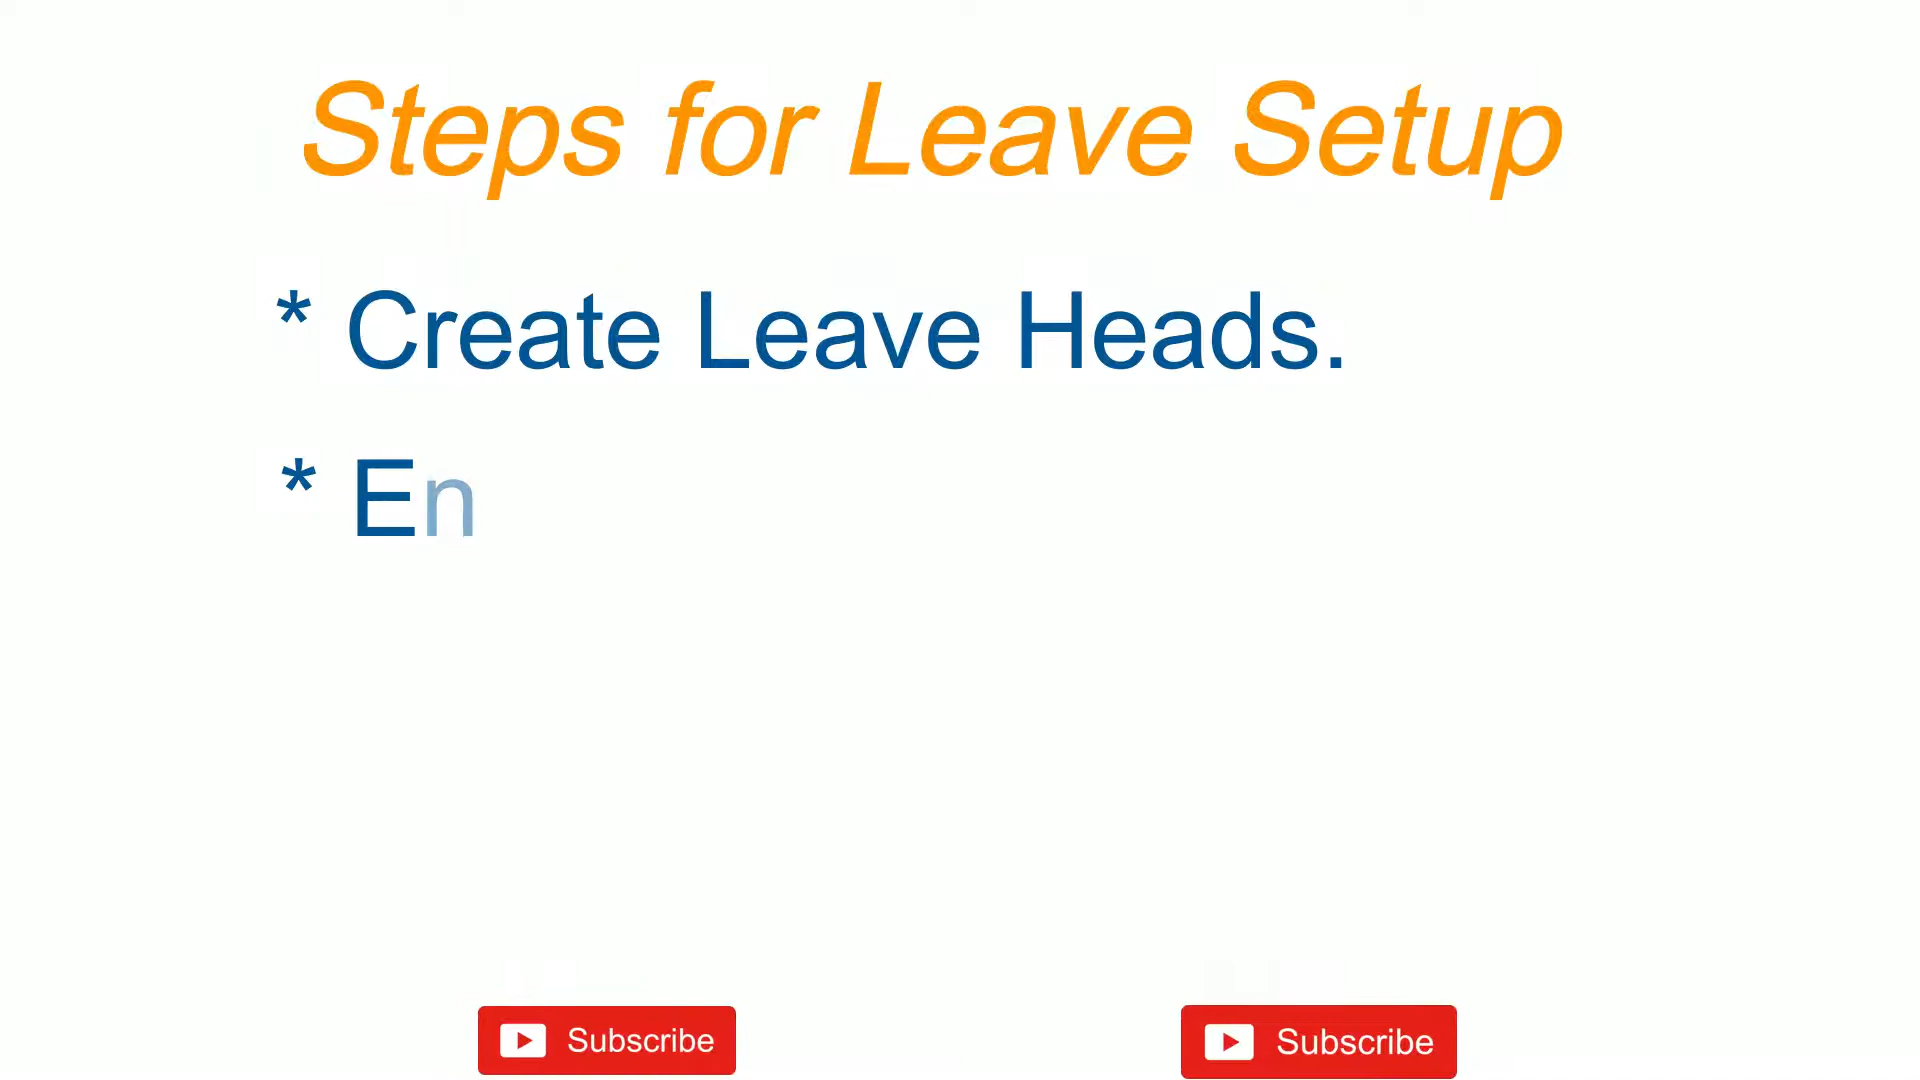 Steps for Leave Setup
* Create Leave Heads.
* En
Subscribe
Subscribe